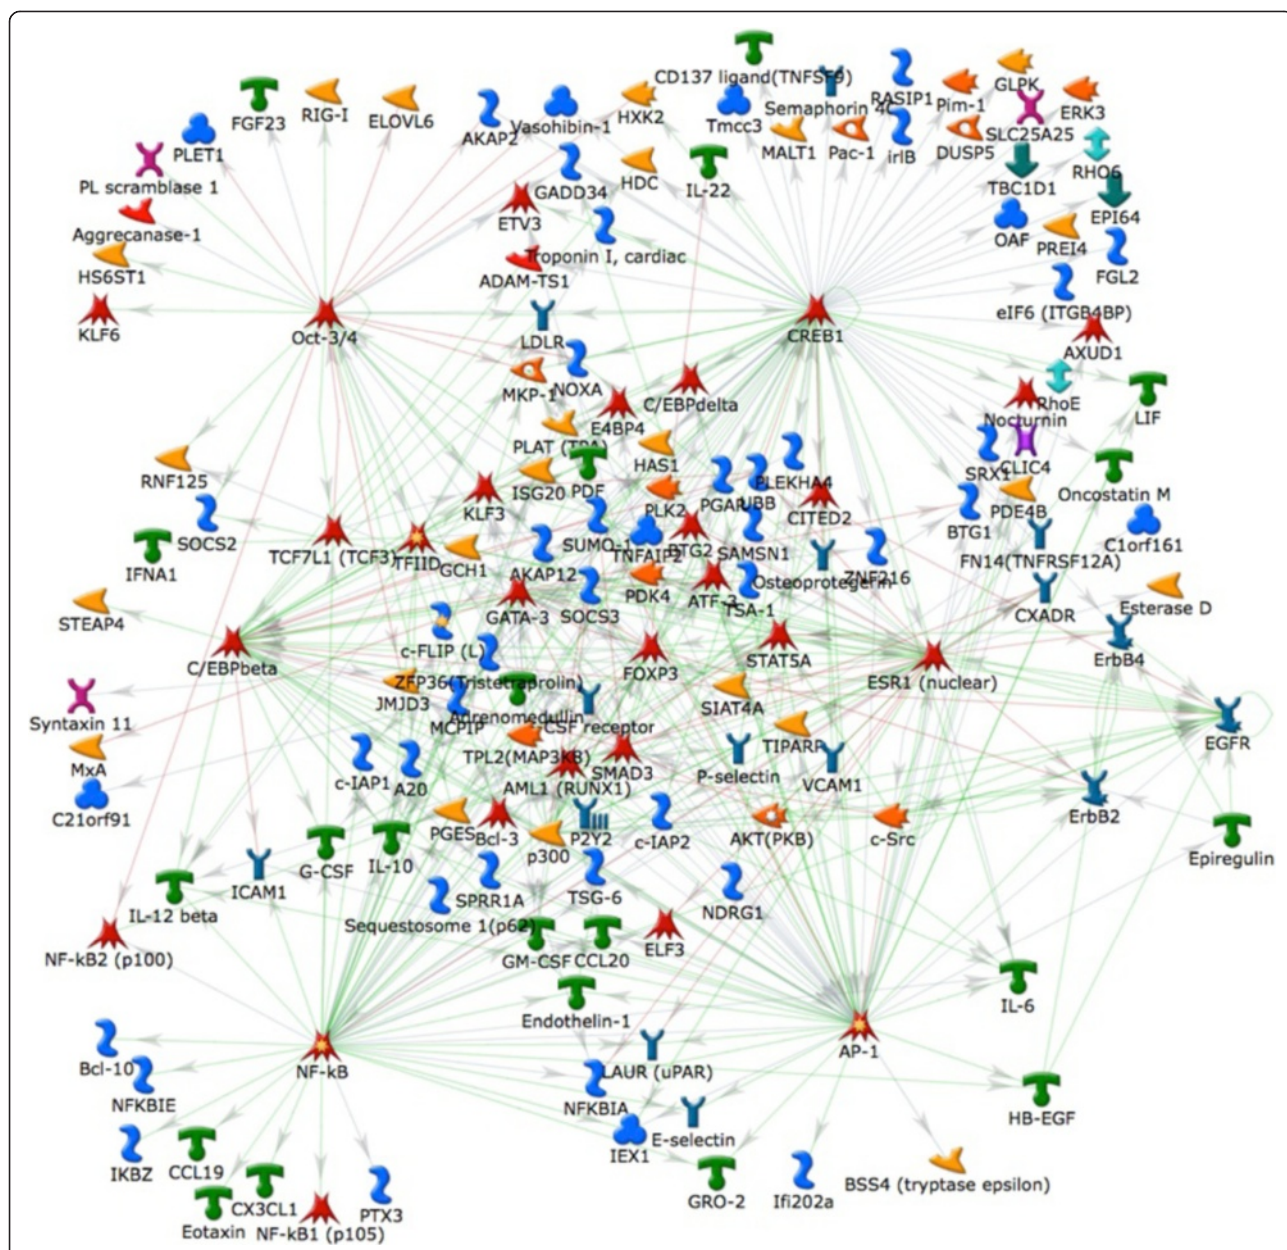 CD137 ligand(TNFSF9)
Semaphorin 4C
RASIP1
Pim-1
GLPK
ERK3
FGF23
RIG-I
ELOVL6
AKAP2
Vasohibin-1
HXK2
Tmcc3
MALT1
Pac-1
irlB
DUSP5
SLC25A25
RHO6
PLET1
PL scramblase 1
GADD34
HDC
IL-22
TBC1D1
EPI64
Aggrecanase-1
ETV3
OAF
PREI4
HS6ST1
Troponin I, cardiac
ADAM-TS1
FGL2
eIF6 (ITGB4BP)
KLF6
Oct-3/4
LDLR
CREB1
AXUD1
MKP-1
NOXA
C/EBPdelta
RhoE
Nocturnin
LIF
E4BP4
PLAT (TPA)
HAS1
SRX1
CLIC4
RNF125
ISG20
PDF
PLK2
PGAR
UBB
PLEKHA4
CITED2
PDE4B
Oncostatin M
KLF3
BTG1
SOCS2
TCF7L1 (TCF3)
TFIID
GCH1
SUMO-1
TNFAIP2
BTG2
SAMSN1
FN14(TNFRSF12A)
C1orf161
IFNA1
AKAP12
PDK4
ATF-3
TSA-1
Osteoprotegerin
ZNF216
STEAP4
GATA-3
SOCS3
CXADR
Esterase D
C/EBPbeta
c-FLIP (L)
FOXP3
STAT5A
ESR1 (nuclear)
ErbB4
ZFP36(Tristetraprolin)
Syntaxin 11
JMJD3
MCPIP
Adrenomedullin
CSF receptor
SIAT4A
TIPARP
EGFR
MxA
TPL2(MAP3K8)
SMAD3
P-selectin
VCAM1
c-IAP1
A20
AML1 (RUNX1)
C21orf91
PGES
Bcl-3
p300
P2Y2
c-IAP2
AKT(PKB)
c-Src
ErbB2
Epiregulin
G-CSF
IL-10
ICAM1
IL-12 beta
SPRR1A
TSG-6
NDRG1
Sequestosome 1(p62)
NF-kB2 (p100)
GM-CSF
CCL20
ELF3
IL-6
Endothelin-1
NF-kB
AP-1
Bcl-10
LAUR (uPAR)
NFKBIE
NFKBIA
HB-EGF
E-selectin
IKBZ
CCL19
IEX1
CX3CL1
PTX3
GRO-2
Ifi202a
BSS4 (tryptase epsilon)
Eotaxin
NF-kB1 (p105)